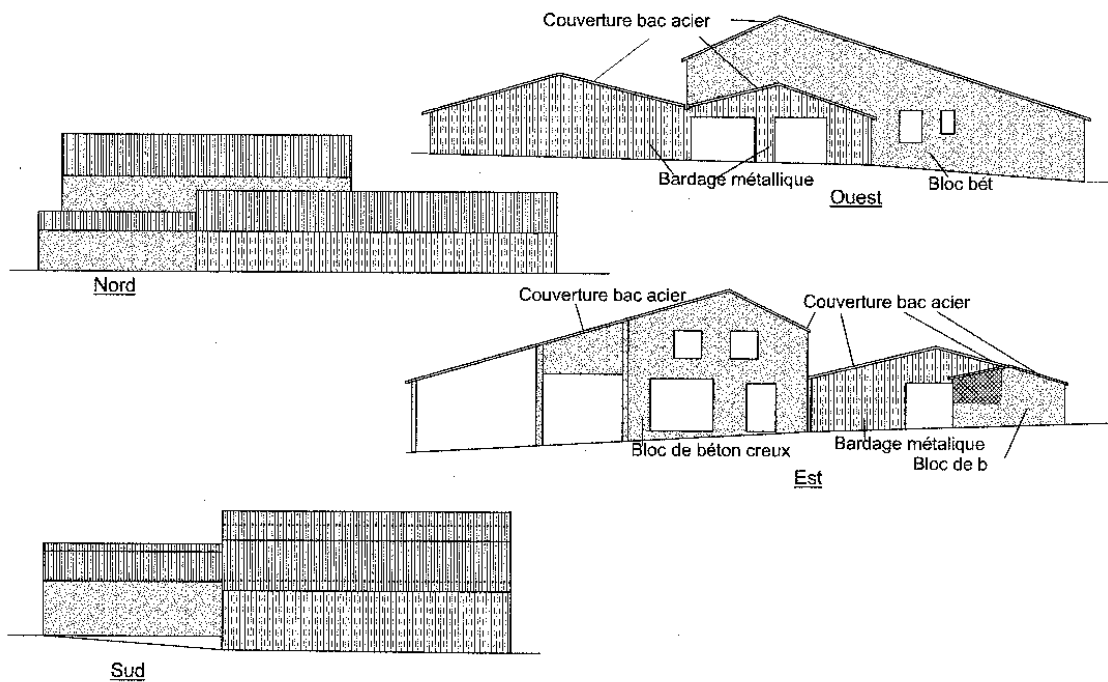 Couverture bac acier
Bardage métallique
Bloc bét
Ouest
Nord
Couverture bac acier
Couverture bac acier
Bloc de béton creux
Bardage métalique
Bloc de b
Est
Sud